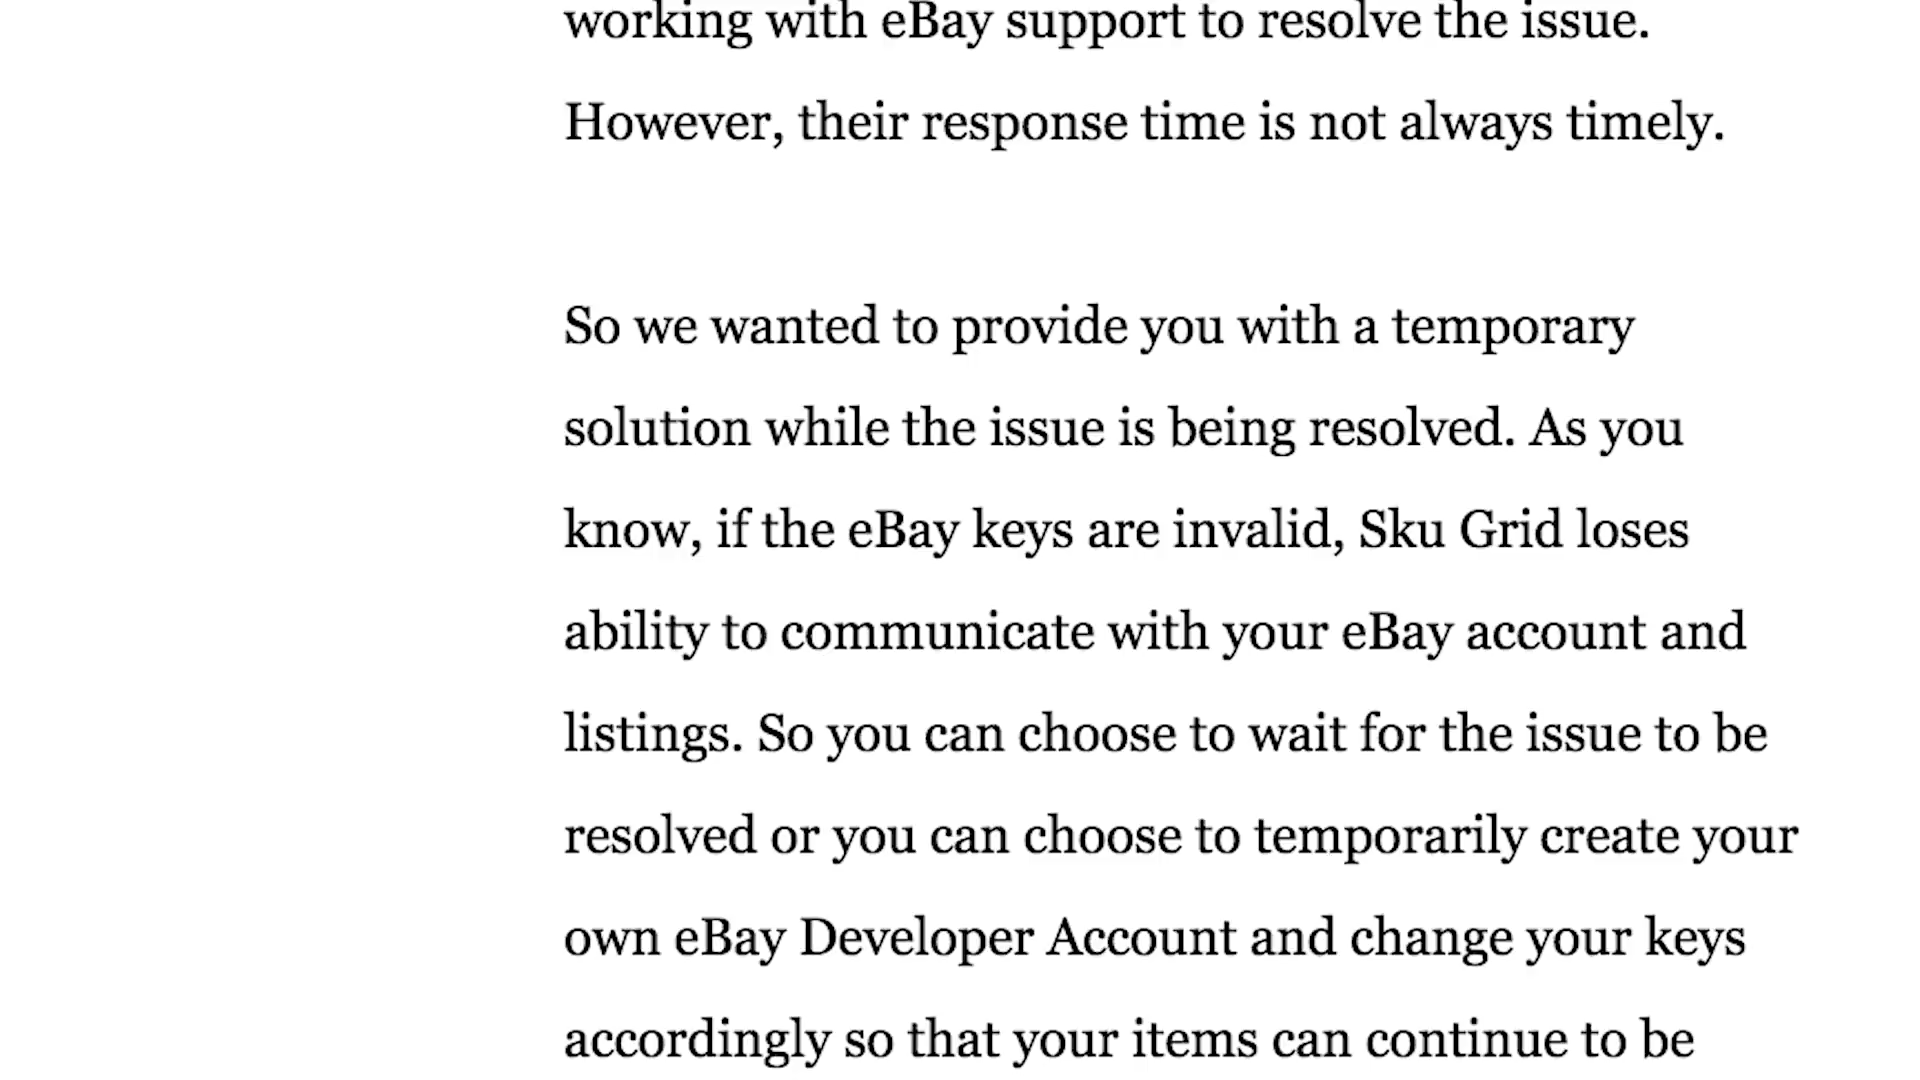 working with eBay support to resolve the issue.
However, their response time is not always timely.
So we wanted to provide you with a temporary
solution while the issue is being resolved. As you
know, if the eBay keys are invalid, Sku Grid loses
ability to communicate with your eBay account and
listings. So you can choose to wait for the issue to be
resolved or you can choose to temporarily create your
own eBay Developer Account and change your keys
accordingly so that your items can continue to be